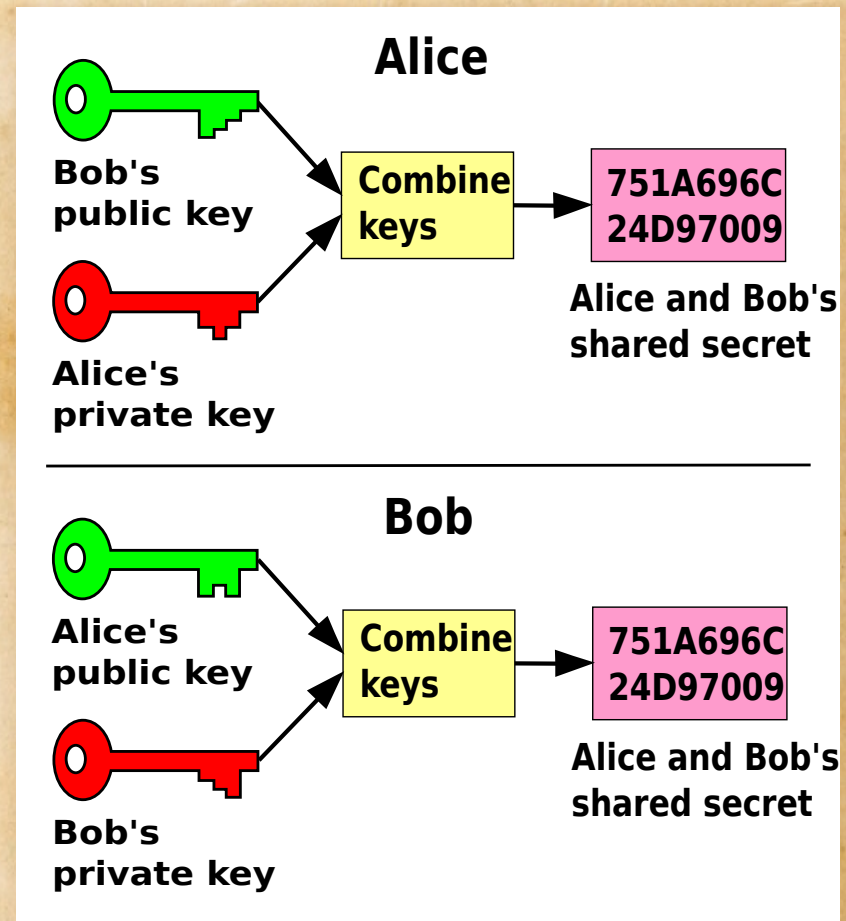 Alice
Bob's
public key
Combine
keys
751A696C
24D97009
Alice and Bob's
shared secret
Alice's
private key
Bob
Alice's
public key
Combine
keys
751A696C
24D97009
Alice and Bob's
shared secret
Bob's
private key